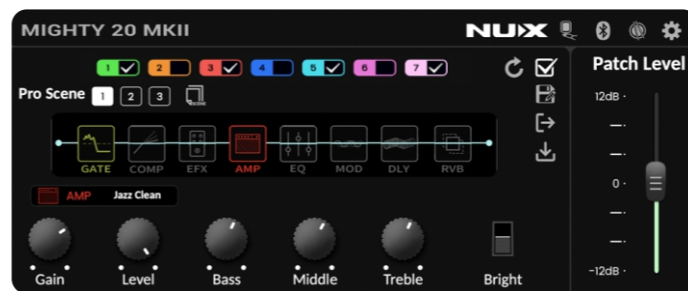 MIGHTY 20 MKII
NUX
1 2 3 4 5 6 7
Patch Level
Pro Scene 1 2 3
SCENE
12dB
GATE COMP EFX AMP EQ MOD DLY RVB
0
AMP Jazz Clean
-12dB
Gain Level Bass Middle Treble Bright